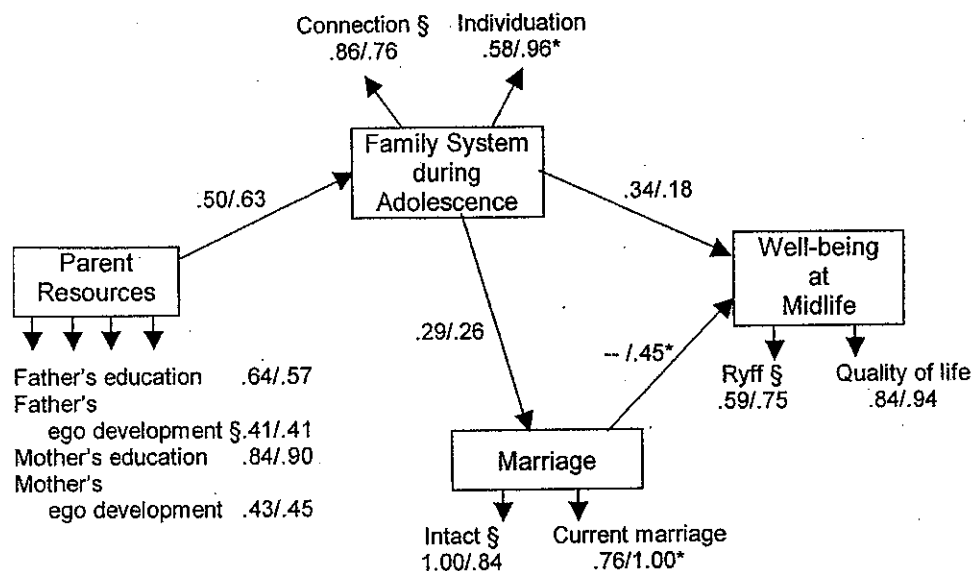 Connection § Individuation
.86/.76 .58/.96*
Family System
during
Adolescence
.50/.63
.34/.18
Parent
Resources
Well-being
at
Midlife
.29/.26
-- /.45*
Father's education .64/.57
Father's
ego development §.41/.41
Mother's education .84/.90
Mother's
ego development .43/.45
Ryff § Quality of life
.59/.75 .84/.94
Marriage
Intact § Current marriage
1.00/.84 .76/1.00*